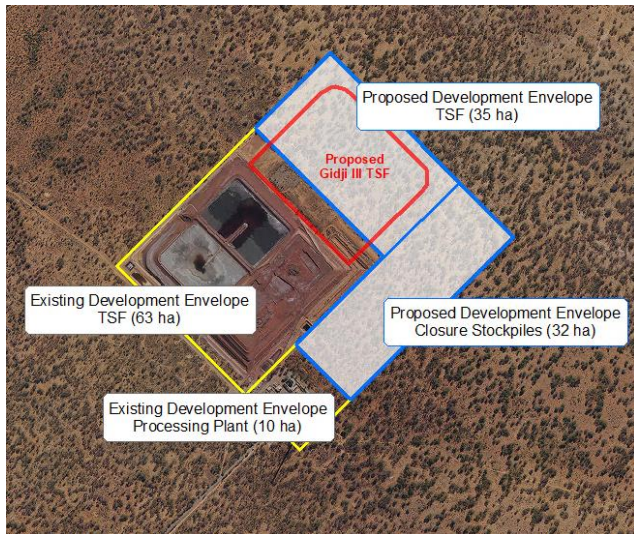 Proposed Development Envelope
TSF (35 ha)
Proposed
Gidji III TSF
Existing Development Envelope
TSF (63 ha)
Proposed Development Envelope
Closure Stockpiles (32 ha)
Existing Development Envelope
Processing Plant (10 ha)